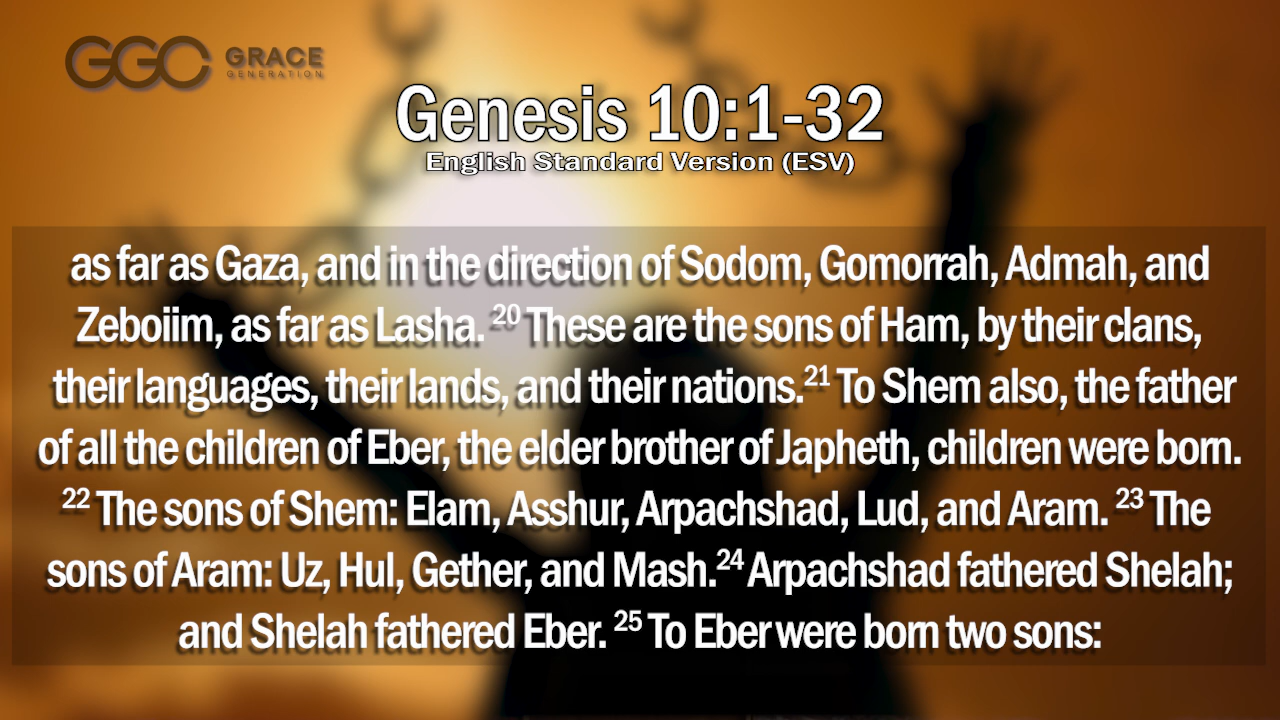 GGC GRACE
GENERATION
Genesis 10:1-32
English Standard Version (ESV)
as far as Gaza, and in the direction of Sodom, Gomorrah, Admah, and
Zeboiim, as far as Lasha. 20 These are the sons of Ham, by their clans,
their languages, their lands, and their nations.21 To Shem also, the father
of all the children of Eber, the elder brother of Japheth, children were born.
22 The sons of Shem: Elam, Asshur, Arpachshad, Lud, and Aram. 23 The
sons of Aram: Uz, Hul, Gether, and Mash.24 Arpachshad fathered Shelah;
and Shelah fathered Eber. 25 To Eber were born two sons: